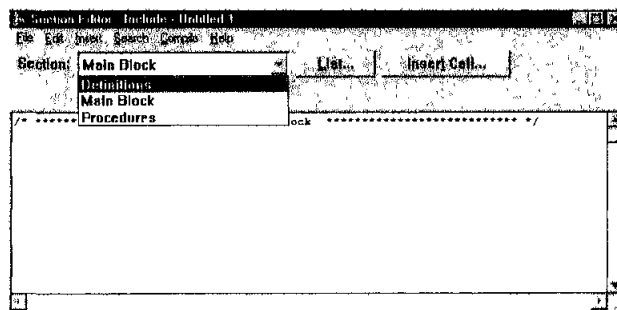 Section Editor - Include - Untitled 1
File Edit Insert Search Compile Help
Section: Main Block List... Insert Call...
Definitions
Main Block
Procedures
/* ******* ock *************************** */